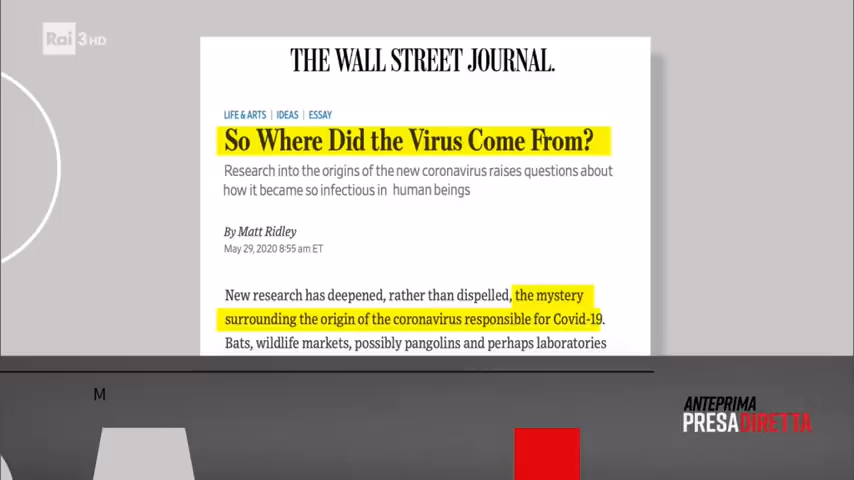 Rai 3 HD
THE WALL STREET JOURNAL.
LIFE & ARTS | IDEAS | ESSAY
So Where Did the Virus Come From?
Research into the origins of the new coronavirus raises questions about
how it became so infectious in human beings
By Matt Ridley
May 29, 2020 8:55 am ET
New research has deepened, rather than dispelled, the mystery
surrounding the origin of the coronavirus responsible for Covid-19.
Bats, wildlife markets, possibly pangolins and perhaps laboratories
M
ANTEPRIMA
PRESADIRETTA